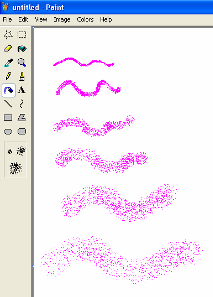 untitled - Paint
File Edit View Image Colors Help
A